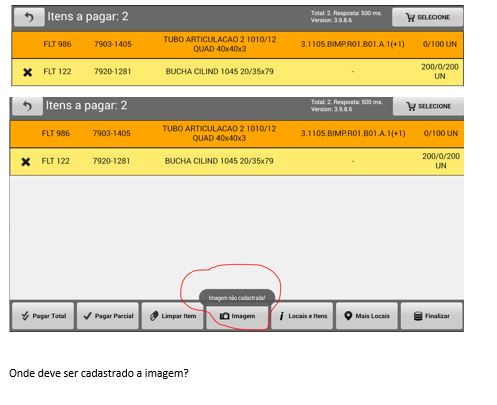 Itens a pagar: 2
Total: 2. Resposta: 500 ms.
Version: 3.9.8.6
SELECIONE
FLT 986 7903-1405 TUBO ARTICULACAO 2 1010/12 QUAD 40x40x3 3.1105.BIMP.R01.B01.A.1(+1) 0/100 UN
FLT 122 7920-1281 BUCHA CILIND 1045 20/35x79 - 200/0/200 UN
Itens a pagar: 2
Total: 2. Resposta: 500 ms.
Version: 3.9.8.6
SELECIONE
FLT 986 7903-1405 TUBO ARTICULACAO 2 1010/12 QUAD 40x40x3 3.1105.BIMP.R01.B01.A.1(+1) 0/100 UN
FLT 122 7920-1281 BUCHA CILIND 1045 20/35x79 - 200/0/200 UN
Imagem não cadastrada!
Pagar Total Pagar Parcial Limpar Item Imagem Locais e Itens Mais Locais Finalizar
Onde deve ser cadastrado a imagem?